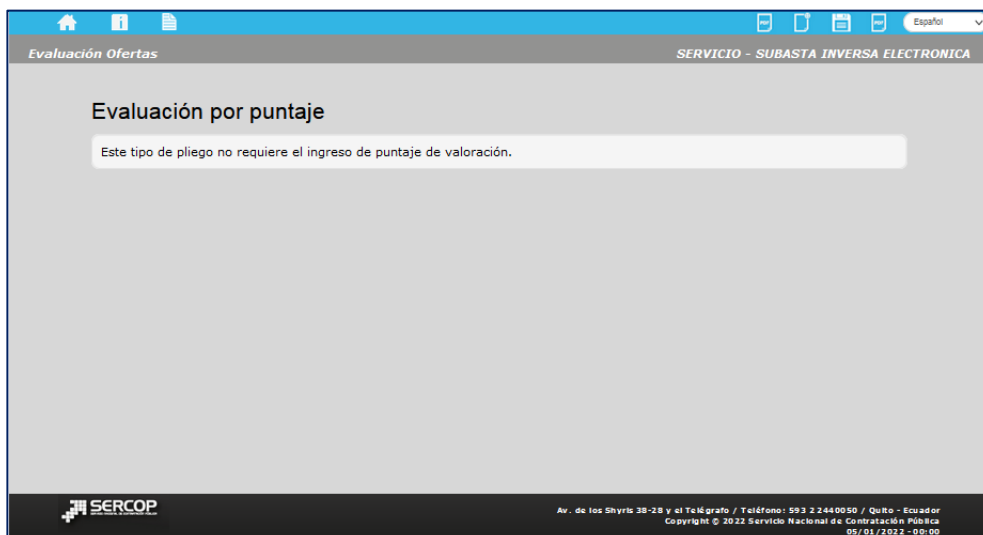 Español
Evaluación Ofertas
SERVICIO - SUBASTA INVERSA ELECTRONICA
Evaluación por puntaje
Este tipo de pliego no requiere el ingreso de puntaje de valoración.
SERCOP
Av. de los Shyris 38-28 y el Telégrafo / Teléfono: 593 2 2440050 / Quito - Ecuador
Copyright © 2022 Servicio Nacional de Contratación Pública
05/01/2022 - 00:00